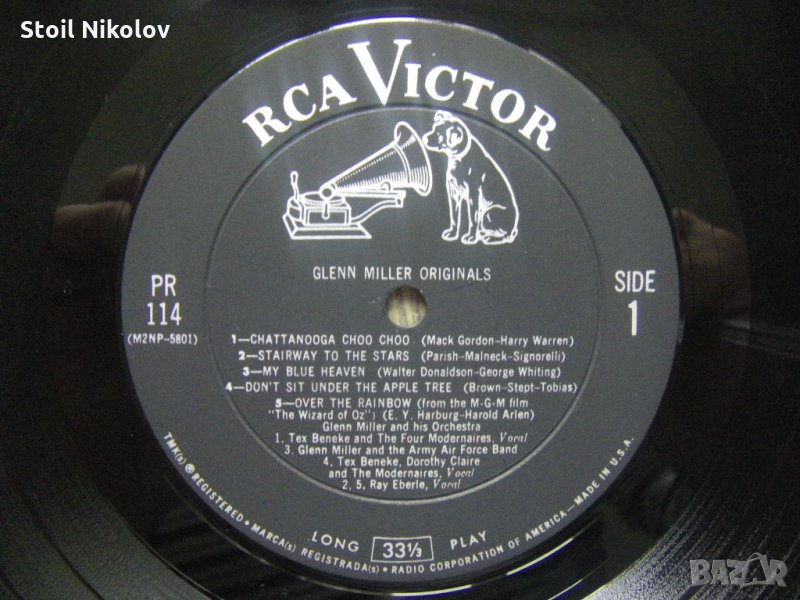 Stoil Nikolov
RCA VICTOR
GLENN MILLER ORIGINALS
PR
114
(M2NP-5801)
SIDE
1
1—CHATTANOOGA CHOO CHOO (Mack Gordon-Harry Warren)
2—STAIRWAY TO THE STARS (Parish-Malneck-Signorelli)
3—MY BLUE HEAVEN (Walter Donaldson-George Whiting)
4—DON'T SIT UNDER THE APPLE TREE (Brown-Stept-Tobias)
5—OVER THE RAINBOW (from the M-G-M film
"The Wizard of Oz") (E. Y. Harburg-Harold Arlen)
Glenn Miller and his Orchestra
1. Tex Beneke and The Four Modernaires, Vocal
3. Glenn Miller and the Army Air Force Band
4. Tex Beneke, Dorothy Claire
and The Modernaires, Vocal
2. 5. Ray Eberle, Vocal
LONG 33⅓ PLAY
TMK(s) ® REGISTERED • MARCA(s) REGISTRADA(s) • RADIO CORPORATION OF AMERICA—MADE IN U.S.A.
BAZAR